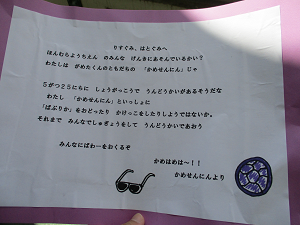 りすぐみ、はとぐみへ
ほんむらようちえん のみんな げんきにあそんでいるかい？
わたしは がめたくんのともだちの 「かめせんにん」じゃ
５がつ２５にちに しょうがっこうで うんどうかいがあるそうだな
わたし 「かめせんにん」といっしょに
「ぱぷりか」をおどったり かけっこをしたりしようではないか。
それまで みんなでしゅぎょうをして うんどうかいであおう
みんなにぱわーをおくるぞ
かめはめは～！！
かめせんにんより